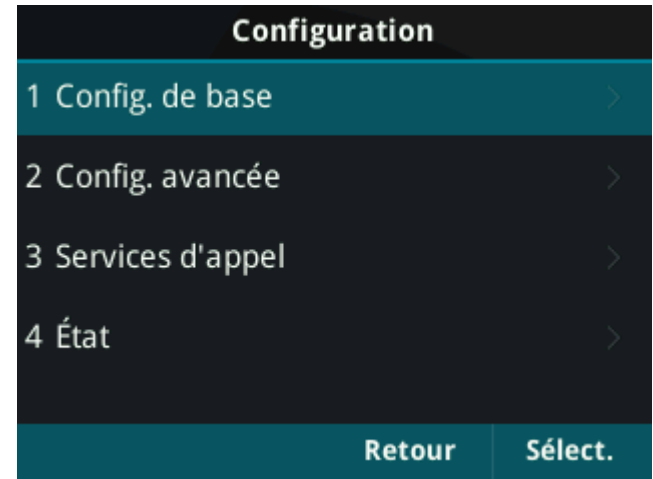 Configuration
1 Config. de base
2 Config. avancée
3 Services d'appel
4 État
Retour Sélect.